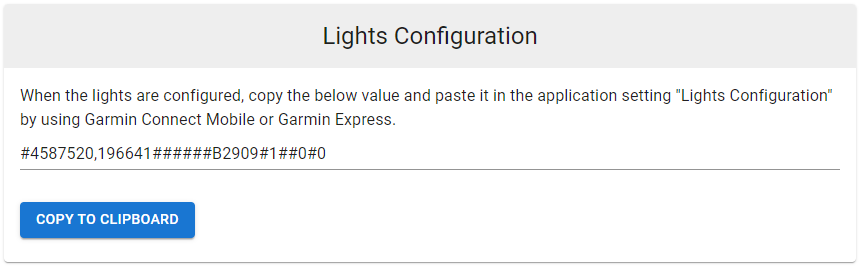 Lights Configuration
When the lights are configured, copy the below value and paste it in the application setting "Lights Configuration"
by using Garmin Connect Mobile or Garmin Express.
#4587520,196641######B2909#1##0#0
COPY TO CLIPBOARD